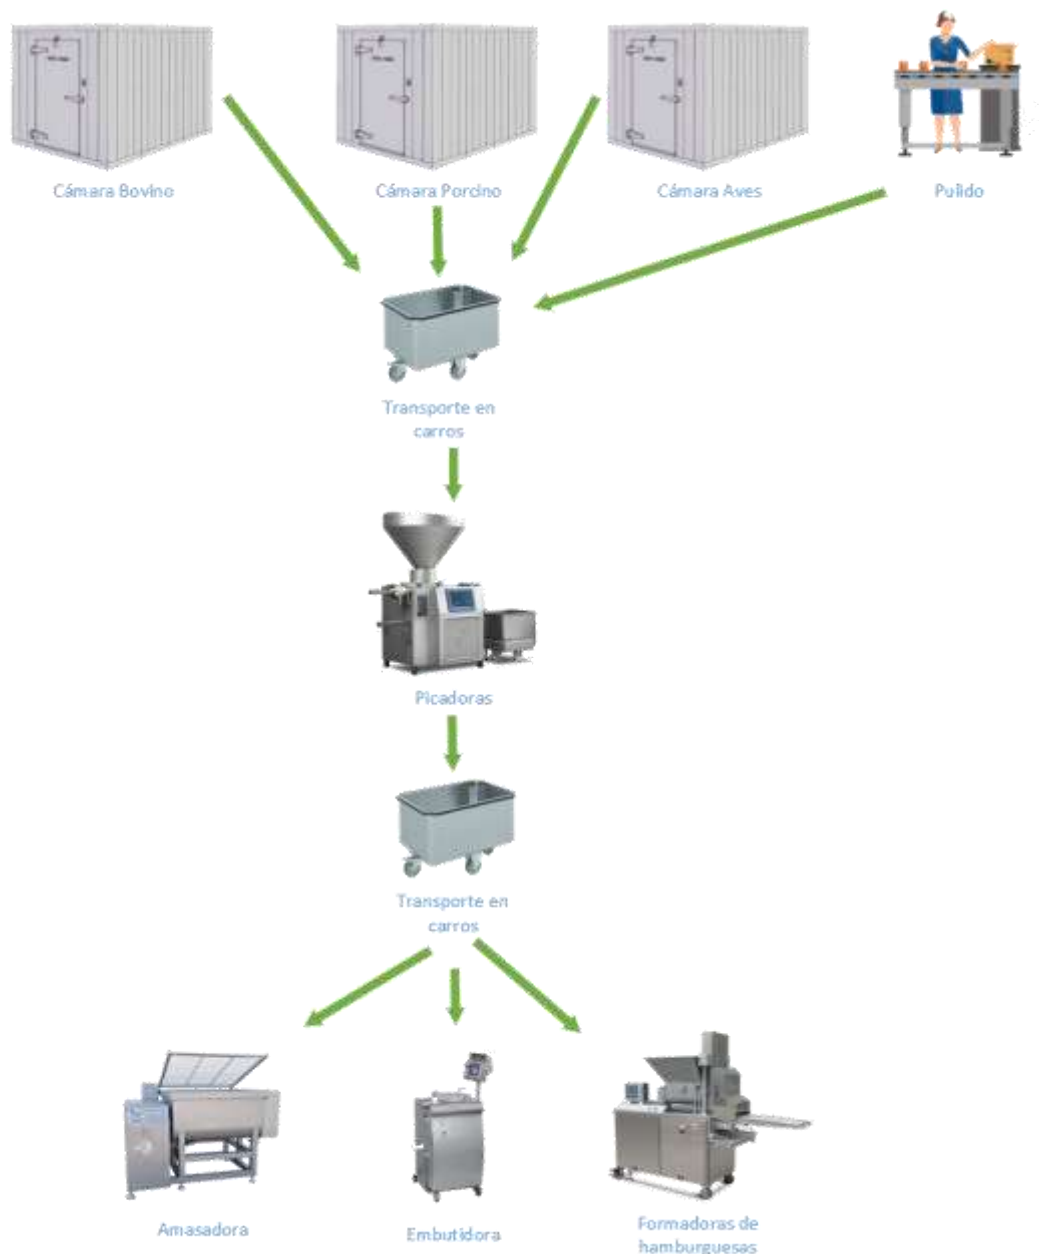 Cámara Bovino
Cámara Porcino
Cámara Aves
Pulido
Transporte en
carros
Picadoras
Transporte en
carros
Amasadora
Embutidora
Formadoras de
hamburguesas